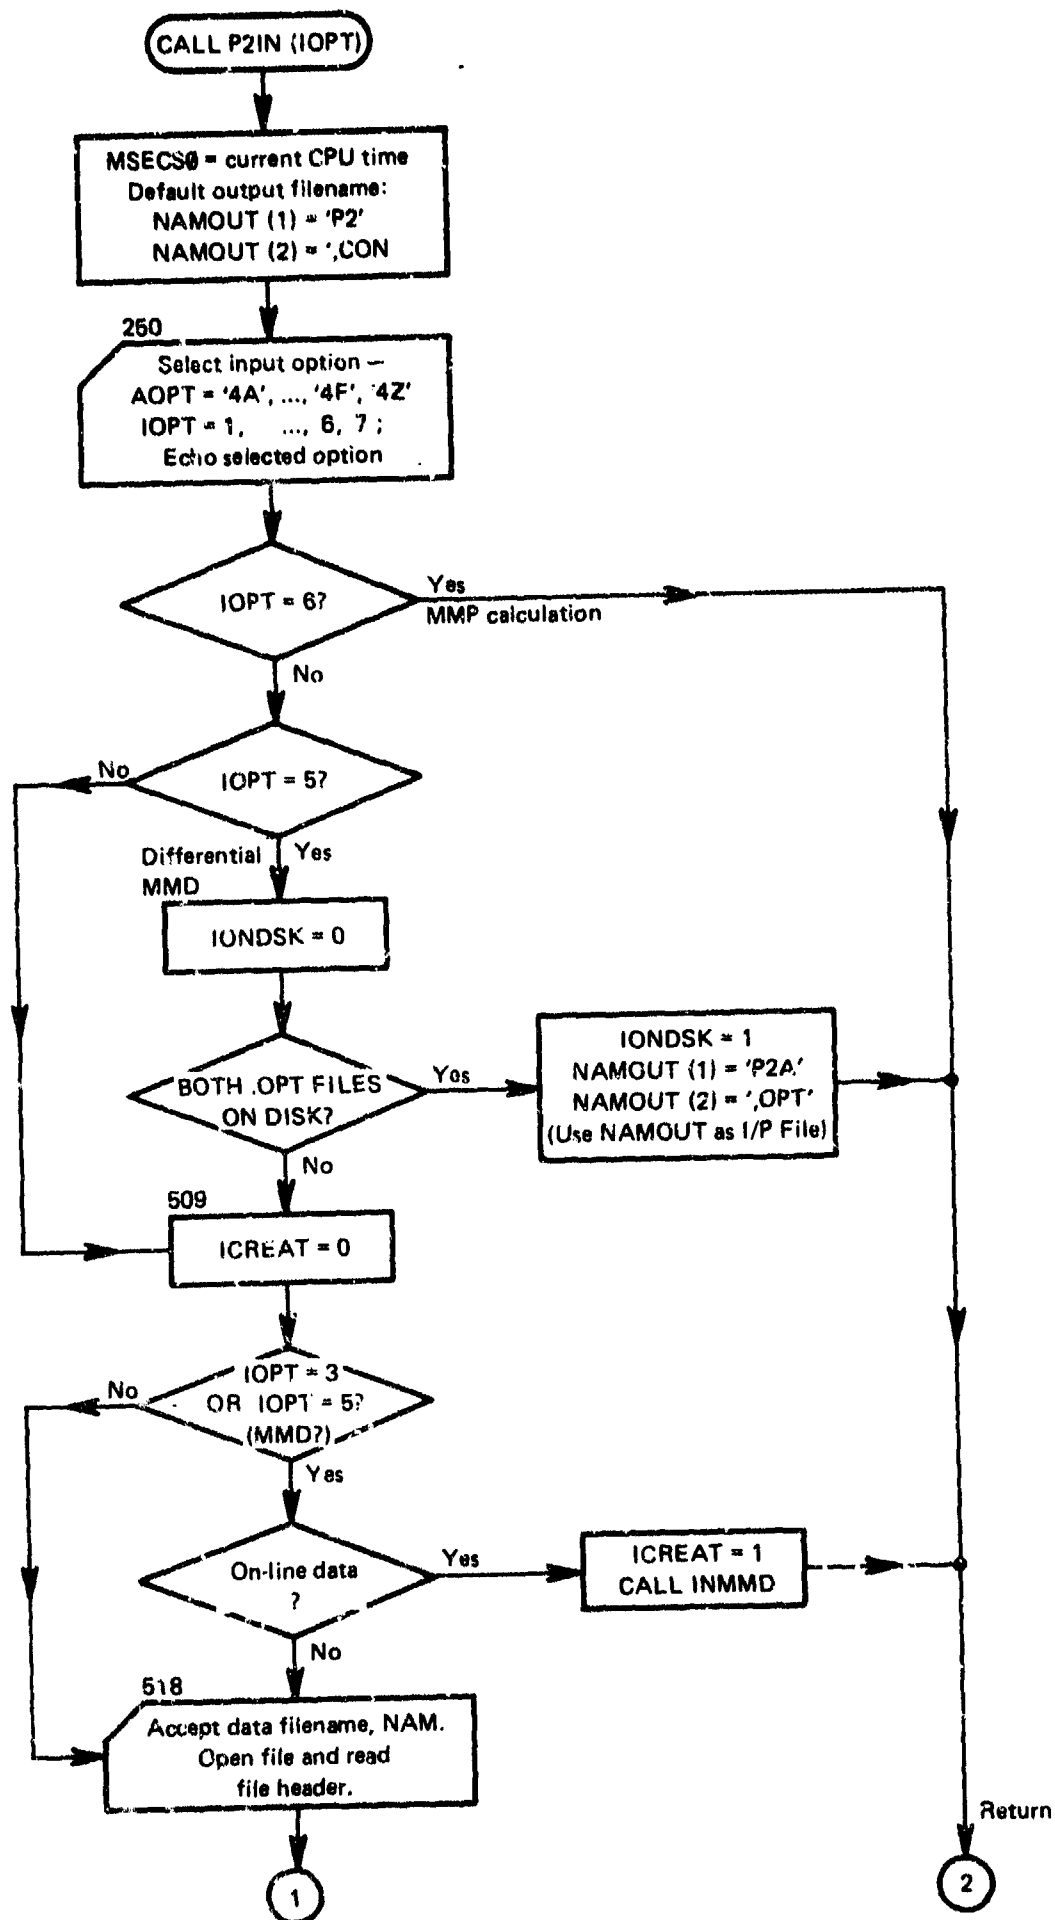 CALL P2IN (IOPT)
MSECS0 = current CPU time
Default output filename:
NAMOUT (1) = 'P2'
NAMOUT (2) = ',CON
260
Select input option —
AOPT = '4A', ..., '4F', '4Z'
IOPT = 1, ..., 6, 7 ;
Echo selected option
IOPT = 6?
Yes
MMP calculation
No
IOPT = 5?
No
Yes
Differential
MMD
IONDSK = 0
BOTH .OPT FILES
ON DISK?
Yes
IONDSK = 1
NAMOUT (1) = 'P2A'
NAMOUT (2) = ',OPT'
(Use NAMOUT as I/P File)
No
509
ICREAT = 0
IOPT = 3
OR IOPT = 5?
(MMD?)
No
Yes
On-line data
?
Yes
ICREAT = 1
CALL INMMD
No
518
Accept data filename, NAM.
Open file and read
file header.
Return
1
2